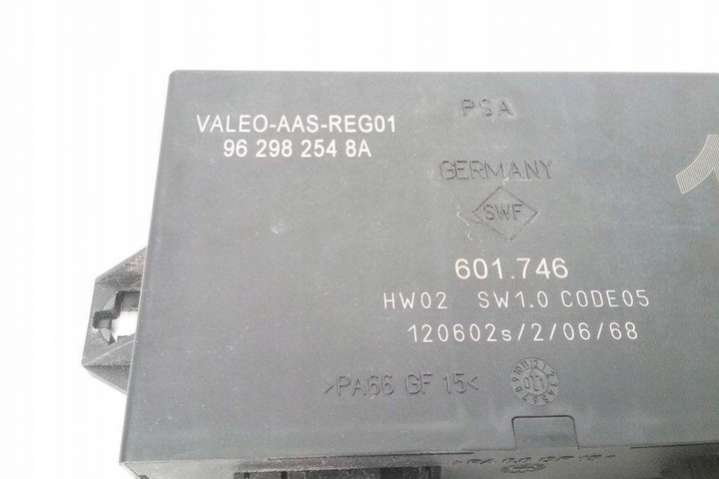 VALEO-AAS-REG01
96 298 254 8A
PSA
GERMANY
SWF
601.746
HW02 SW1.0 CODE05
120602s/2/06/68
>PA66 GF 15<